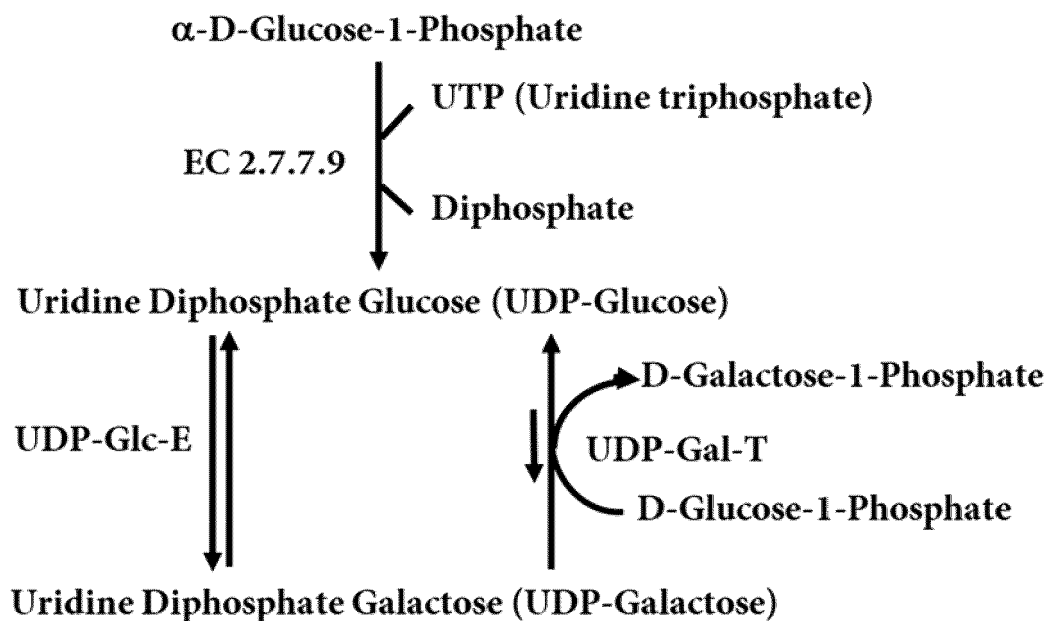 α-D-Glucose-1-Phosphate
UTP (Uridine triphosphate)
EC 2.7.7.9
Diphosphate
Uridine Diphosphate Glucose (UDP-Glucose)
D-Galactose-1-Phosphate
UDP-Glc-E
UDP-Gal-T
D-Glucose-1-Phosphate
Uridine Diphosphate Galactose (UDP-Galactose)